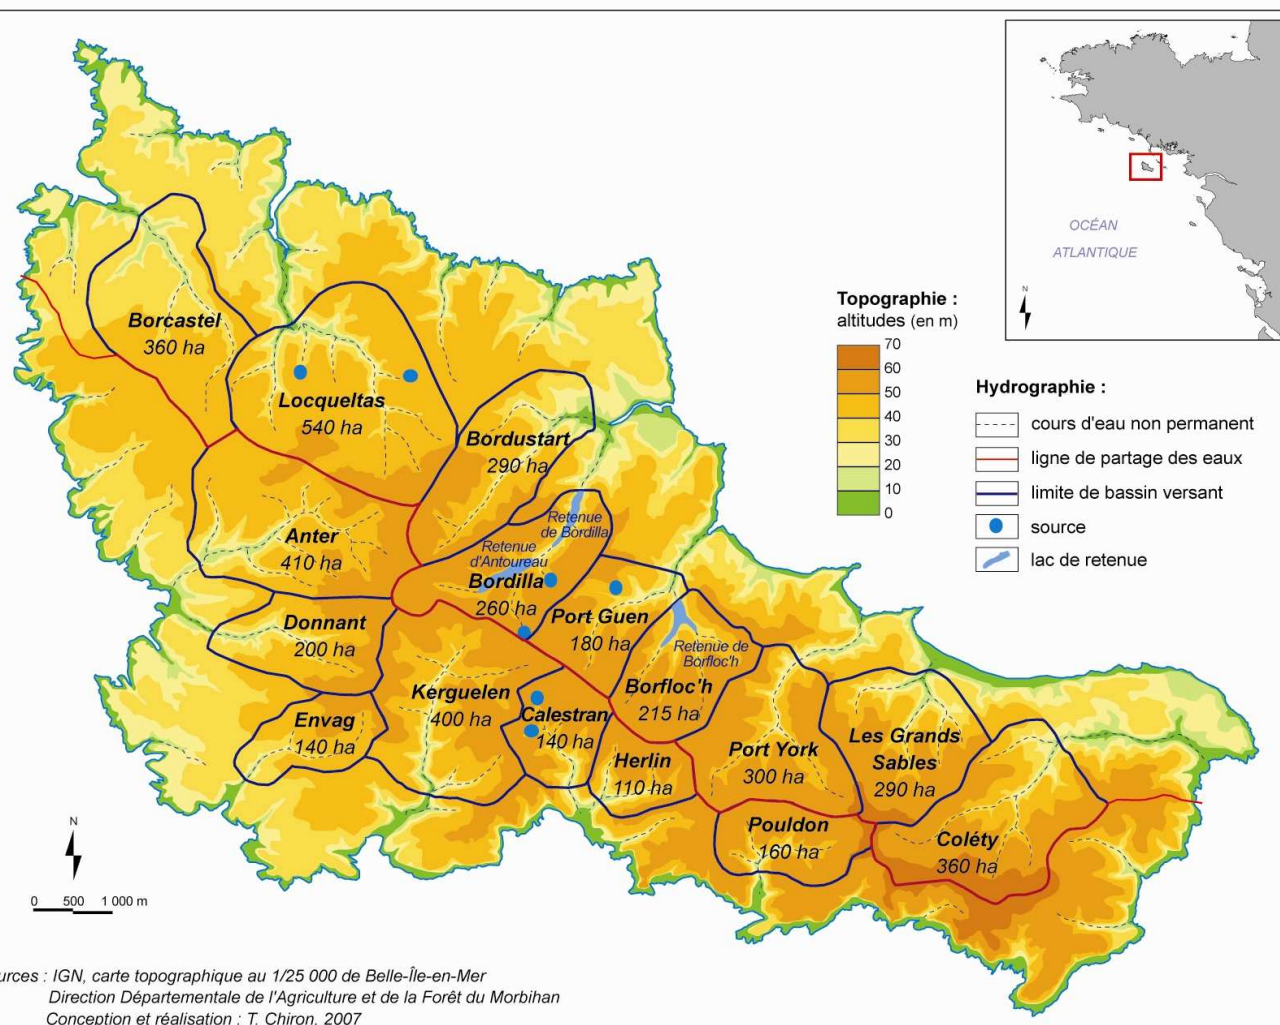 OCÉAN
ATLANTIQUE
N
Topographie :
altitudes (en m)
70
60
50
40
30
20
10
0
Hydrographie :
cours d'eau non permanent
ligne de partage des eaux
limite de bassin versant
source
lac de retenue
Borcastel
360 ha
Locqueltas
540 ha
Bordustart
290 ha
Anter
410 ha
Retenue
de Bordilla
Retenue
d'Antoureau
Bordilla
260 ha
Port Guen
180 ha
Donnant
200 ha
Retenue de
Borfloc'h
Borfloc'h
215 ha
Kerguelen
400 ha
Envag
140 ha
Calestran
140 ha
Herlin
110 ha
Port York
300 ha
Les Grands
Sables
290 ha
Pouldon
160 ha
Coléty
360 ha
N
0 500 1 000 m
urces : IGN, carte topographique au 1/25 000 de Belle-Île-en-Mer
Direction Départementale de l'Agriculture et de la Forêt du Morbihan
Conception et réalisation : T. Chiron, 2007